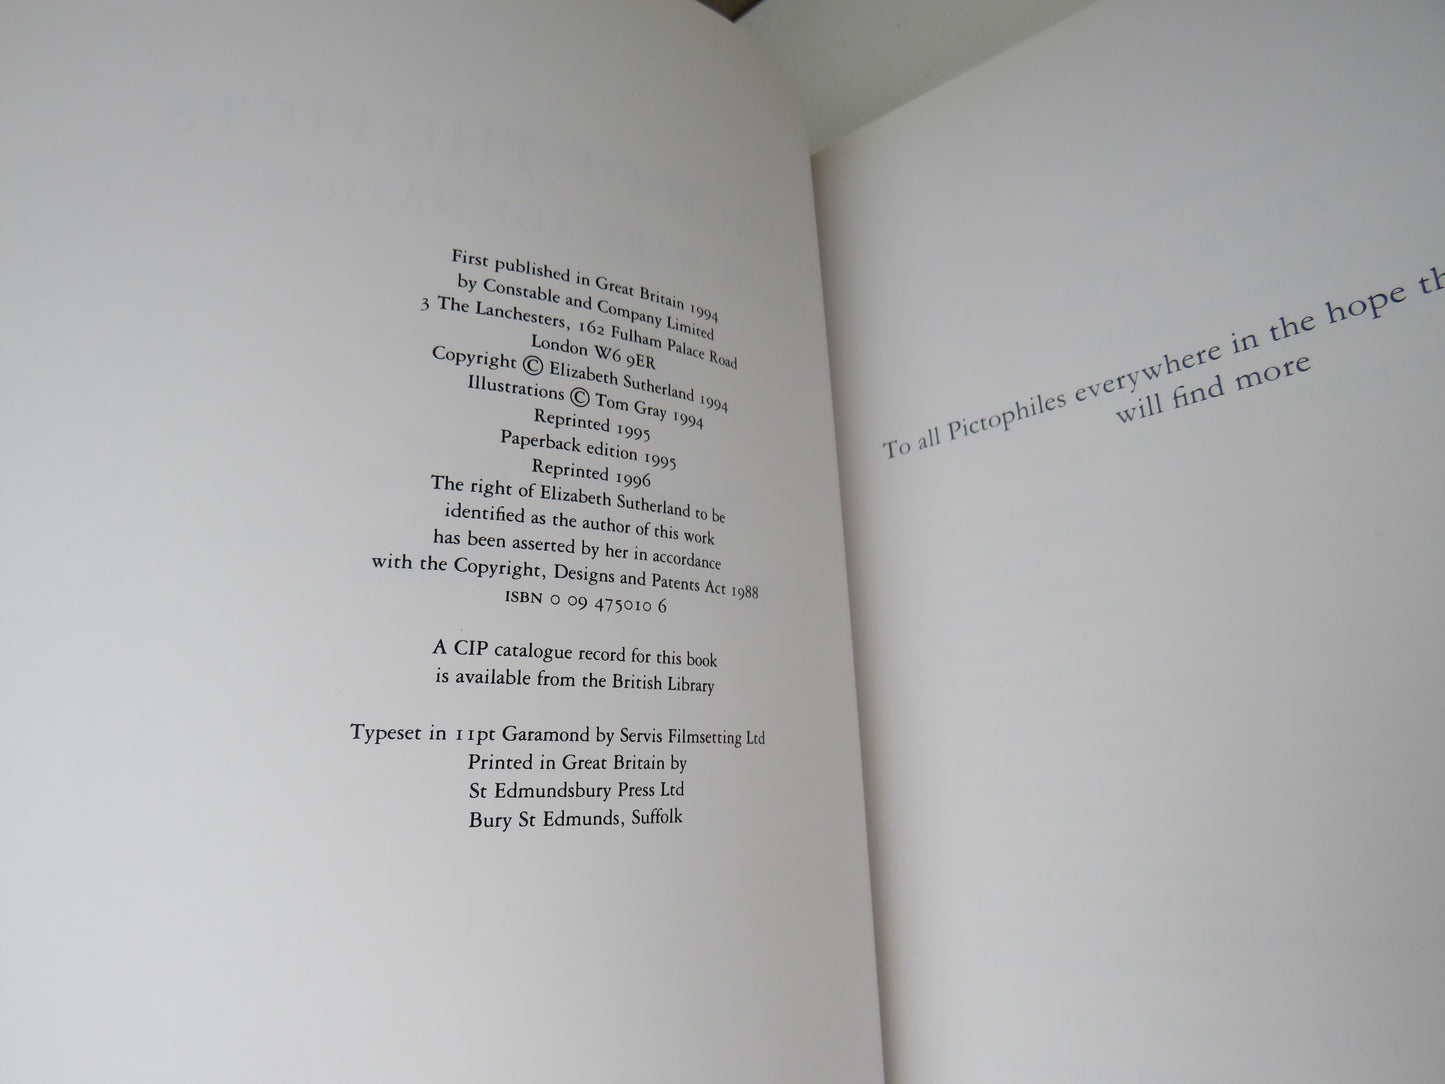 First published in Great Britain 1994
by Constable and Company Limited
3 The Lanchesters, 162 Fulham Palace Road
London W6 9ER
Copyright © Elizabeth Sutherland 1994
Illustrations © Tom Gray 1994
Reprinted 1995
Paperback edition 1995
Reprinted 1996
The right of Elizabeth Sutherland to be
identified as the author of this work
has been asserted by her in accordance
with the Copyright, Designs and Patents Act 1988
ISBN 0 09 475010 6
A CIP catalogue record for this book
is available from the British Library
Typeset in 11pt Garamond by Servis Filmsetting Ltd
Printed in Great Britain by
St Edmundsbury Press Ltd
Bury St Edmunds, Suffolk
To all Pictophiles everywhere in the hope th
will find more